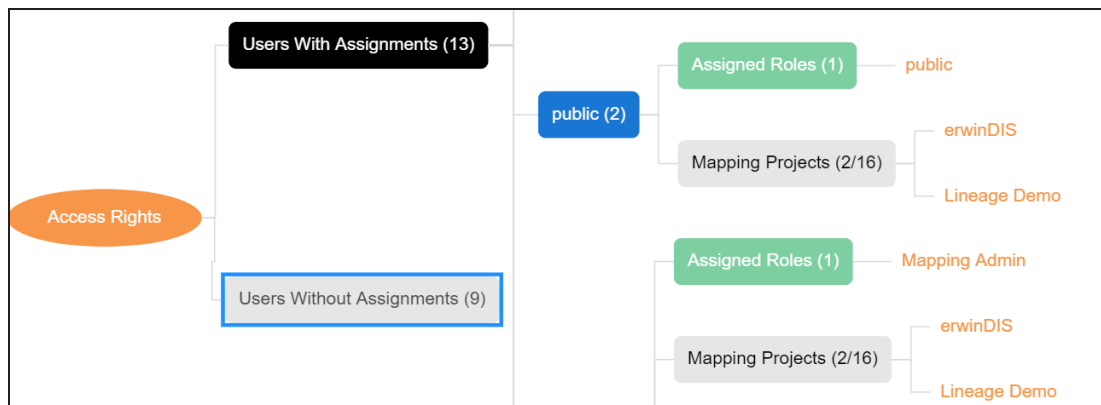 Access Rights
Users With Assignments (13)
Users Without Assignments (9)
public (2)
Assigned Roles (1)
public
Mapping Projects (2/16)
erwinDIS
Lineage Demo
Assigned Roles (1)
Mapping Admin
Mapping Projects (2/16)
erwinDIS
Lineage Demo